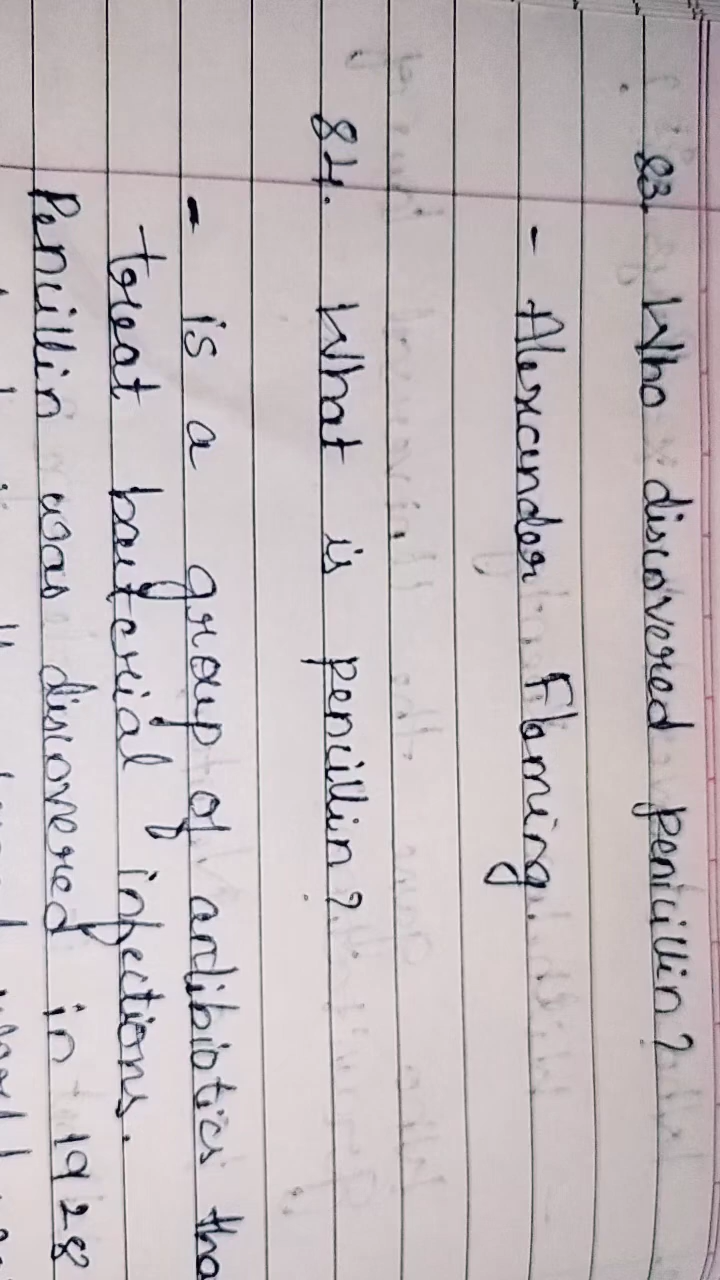 83. Who discovered penicillin?
- Alexander Flaming.
84. What is penicillin?
- is a group of antibiotics tha
treat bacterial infections.
Penicillin was discovered in 1928